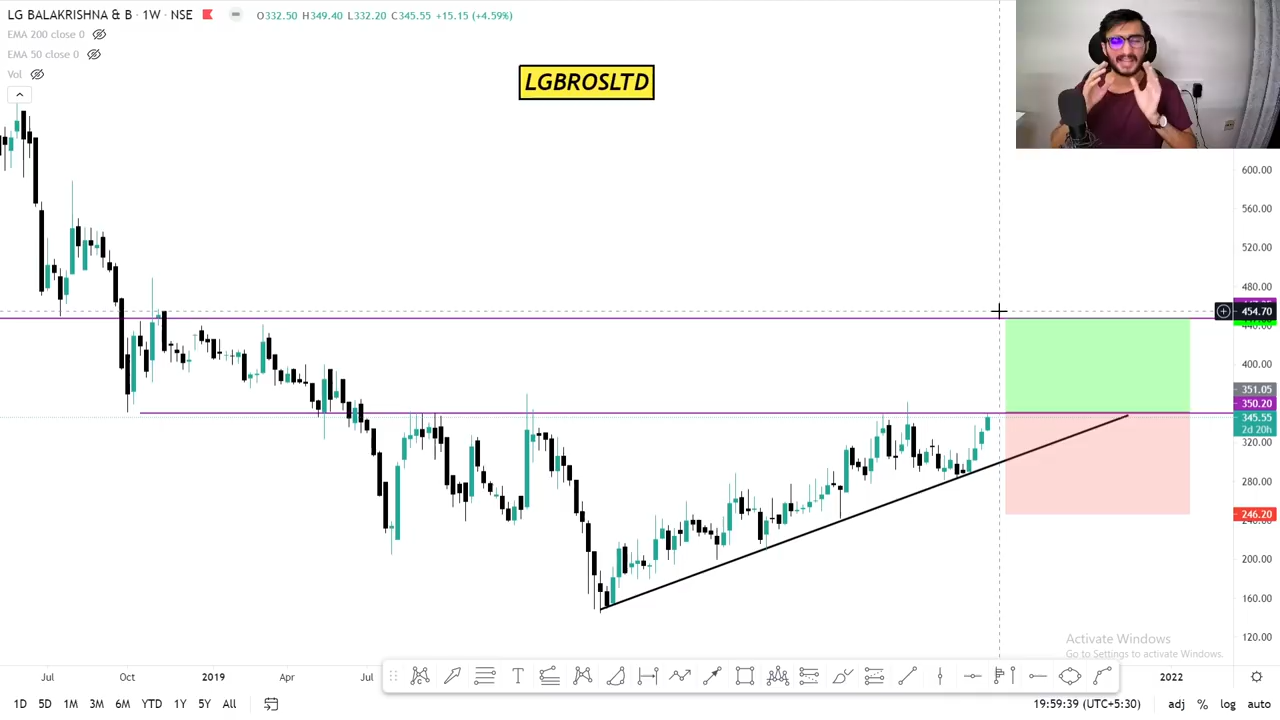 LG BALAKRISHNA & B · 1W · NSE O332.50 H349.40 L332.20 C345.55 +15.15 (+4.59%)
EMA 200 close 0
EMA 50 close 0
Vol
LGBROSLTD
600.00
560.00
520.00
480.00
454.70
400.00
351.05
350.20
345.55
2d 20h
320.00
280.00
246.20
200.00
160.00
120.00
Activate Windows
Go to Settings to activate Windows.
Jul Oct 2019 Apr Jul 2022
1D 5D 1M 3M 6M YTD 1Y 5Y All 19:59:39 (UTC+5:30) adj % log auto